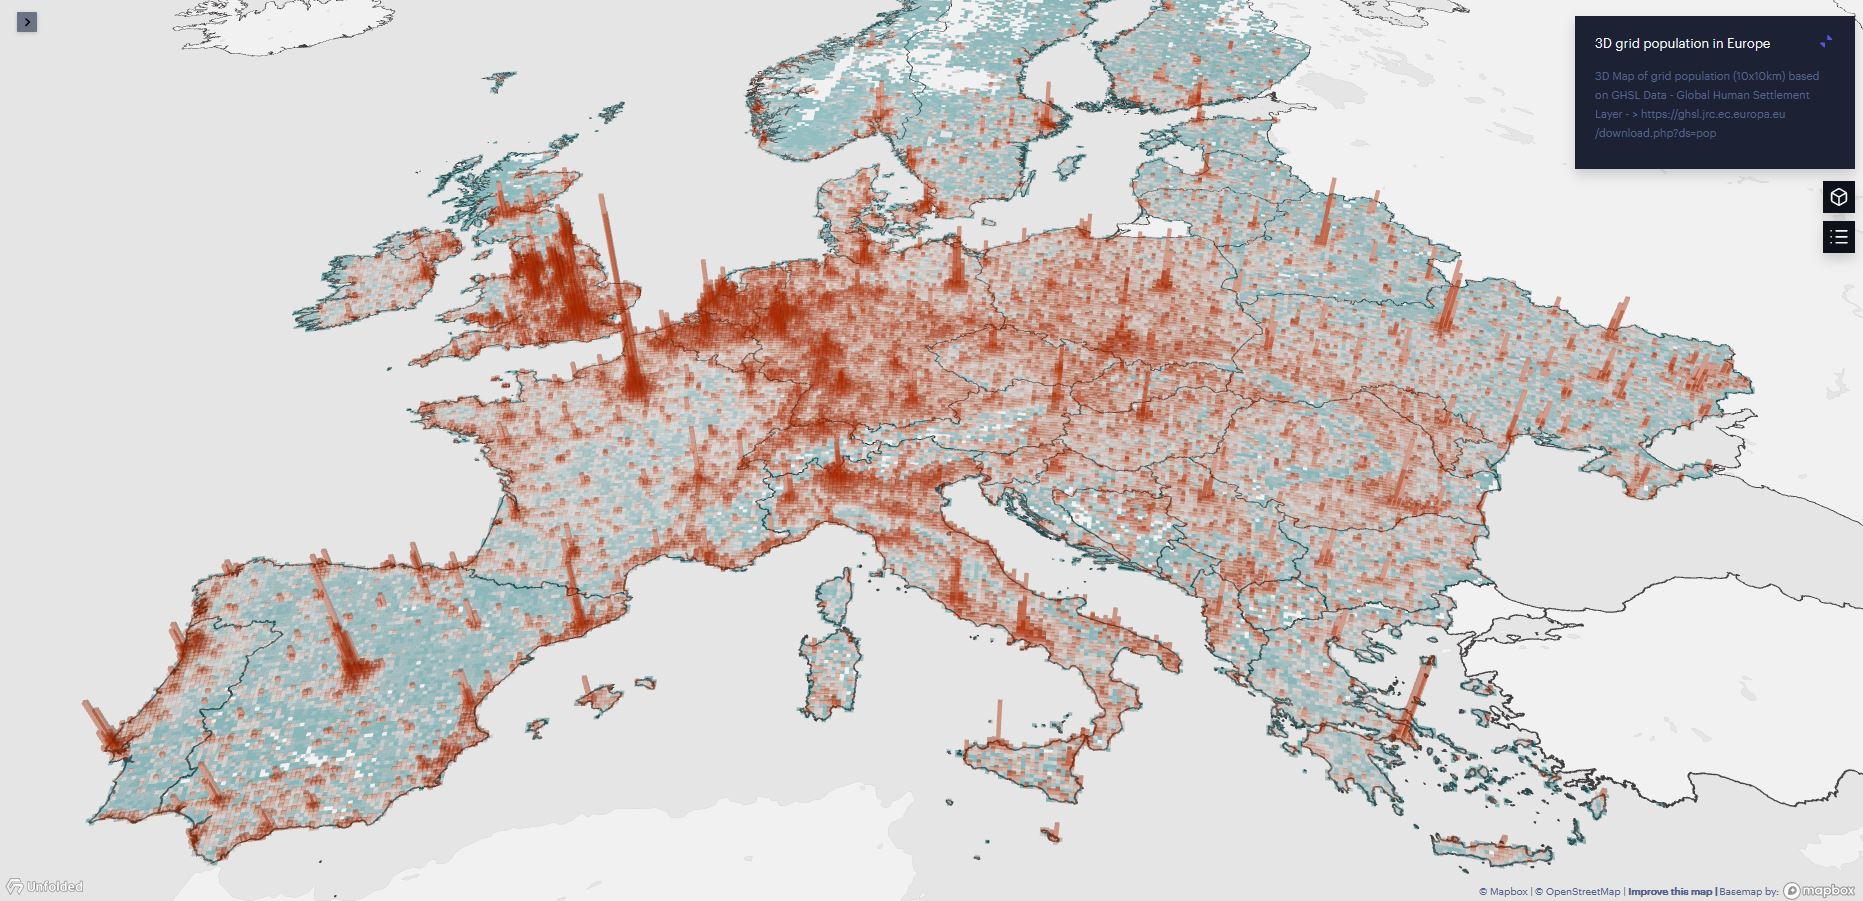 3D grid population in Europe
3D Map of grid population (10x10km) based
on GHSL Data - Global Human Settlement
Layer - > https://ghsl.jrc.ec.europa.eu
/download.php?ds=pop
Unfolded
© Mapbox | © OpenStreetMap | Improve this map | Basemap by: mapbox